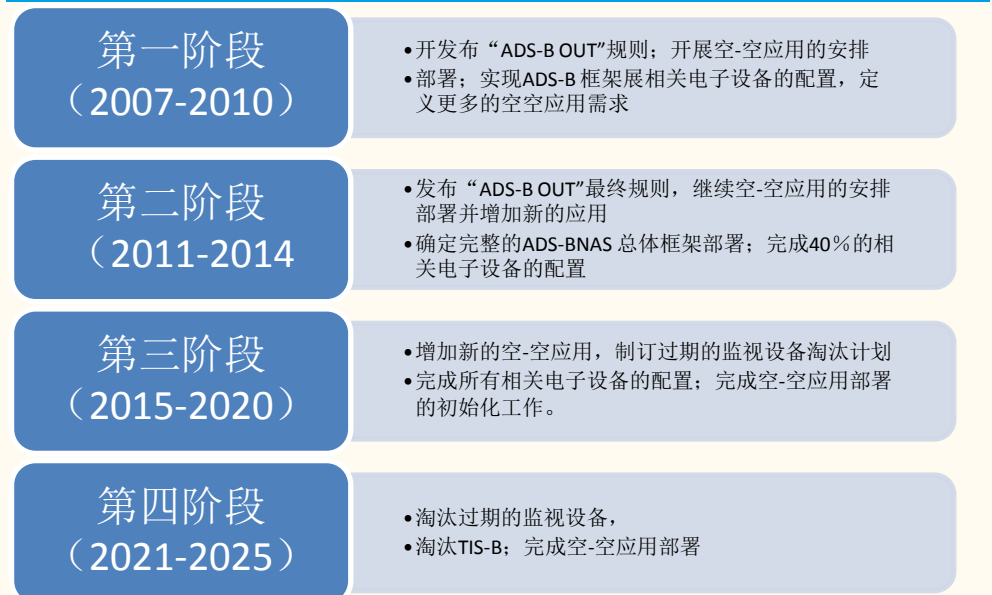 第一阶段
（2007-2010）
•开发布“ADS-B OUT”规则；开展空-空应用的安排
•部署；实现ADS-B 框架展相关电子设备的配置，定
义更多的空空应用需求
第二阶段
（2011-2014
•发布“ADS-B OUT”最终规则，继续空-空应用的安排
部署并增加新的应用
•确定完整的ADS-BNAS 总体框架部署；完成40％的相
关电子设备的配置
第三阶段
（2015-2020）
•增加新的空-空应用，制订过期的监视设备淘汰计划
•完成所有相关电子设备的配置；完成空-空应用部署
的初始化工作。
第四阶段
（2021-2025）
•淘汰过期的监视设备，
•淘汰TIS-B；完成空-空应用部署